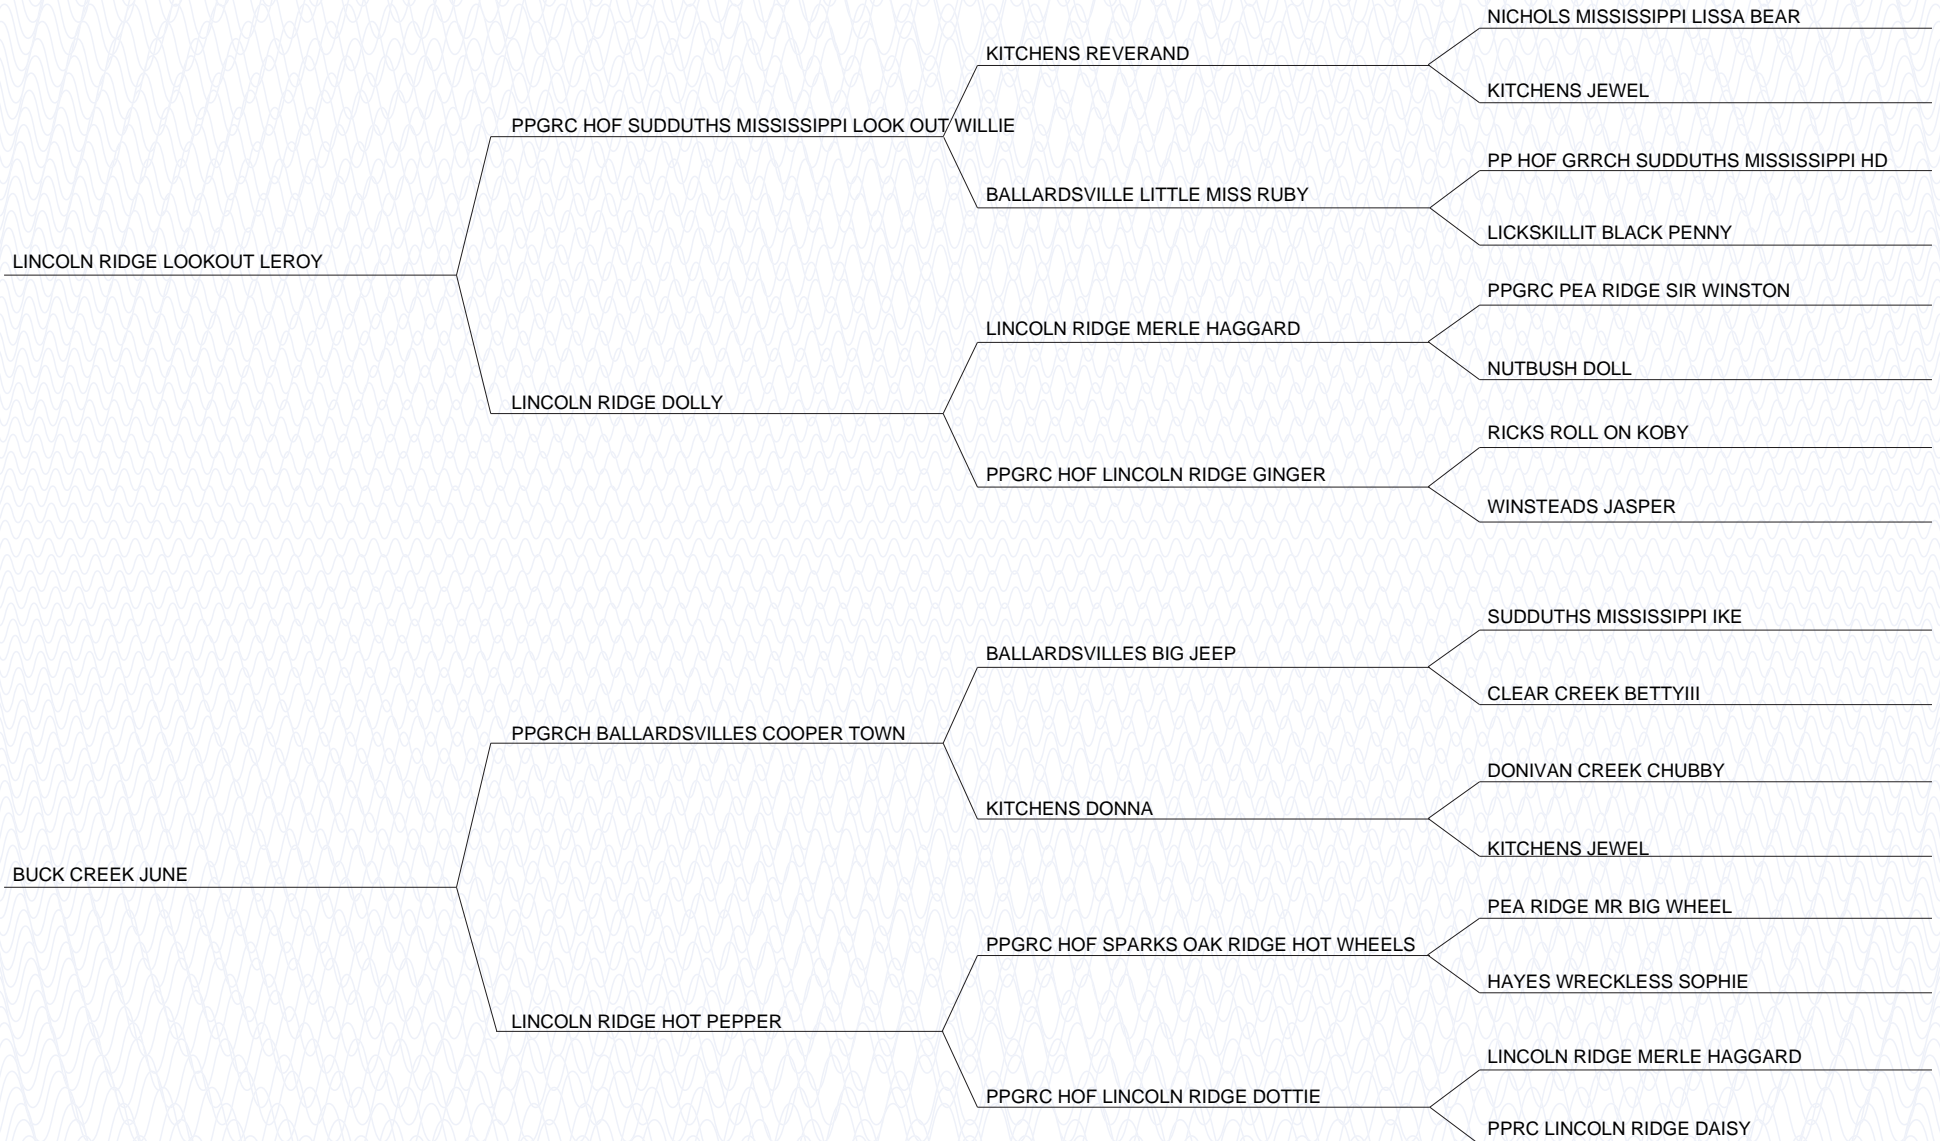 NICHOLS MISSISSIPPI LISSA BEAR
KITCHENS REVERAND
KITCHENS JEWEL
PPGRC HOF SUDDUTHS MISSISSIPPI LOOK OUT WILLIE
PP HOF GRRCH SUDDUTHS MISSISSIPPI HD
BALLARDSVILLE LITTLE MISS RUBY
LICKSKILLIT BLACK PENNY
LINCOLN RIDGE LOOKOUT LEROY
PPGRC PEA RIDGE SIR WINSTON
LINCOLN RIDGE MERLE HAGGARD
NUTBUSH DOLL
LINCOLN RIDGE DOLLY
RICKS ROLL ON KOBY
PPGRC HOF LINCOLN RIDGE GINGER
WINSTEADS JASPER
SUDDUTHS MISSISSIPPI IKE
BALLARDSVILLES BIG JEEP
CLEAR CREEK BETTYIII
PPGRCH BALLARDSVILLES COOPER TOWN
DONIVAN CREEK CHUBBY
KITCHENS DONNA
KITCHENS JEWEL
BUCK CREEK JUNE
PEA RIDGE MR BIG WHEEL
PPGRC HOF SPARKS OAK RIDGE HOT WHEELS
HAYES WRECKLESS SOPHIE
LINCOLN RIDGE HOT PEPPER
LINCOLN RIDGE MERLE HAGGARD
PPGRC HOF LINCOLN RIDGE DOTTIE
PPRC LINCOLN RIDGE DAISY